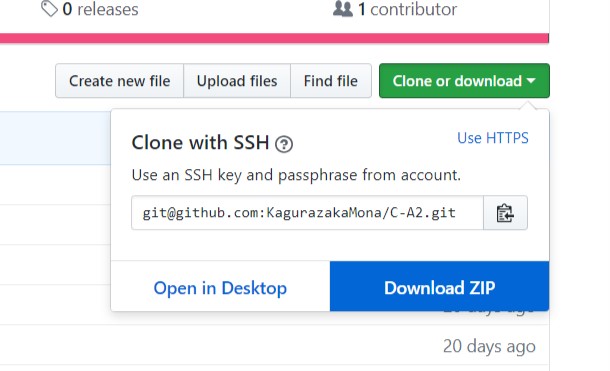 0 releases
1 contributor
Create new file
Upload files
Find file
Clone or download
Clone with SSH
Use HTTPS
Use an SSH key and passphrase from account.
git@github.com:KagurazakaMona/C-A2.git
Open in Desktop
Download ZIP
20 days ago
20 days ago